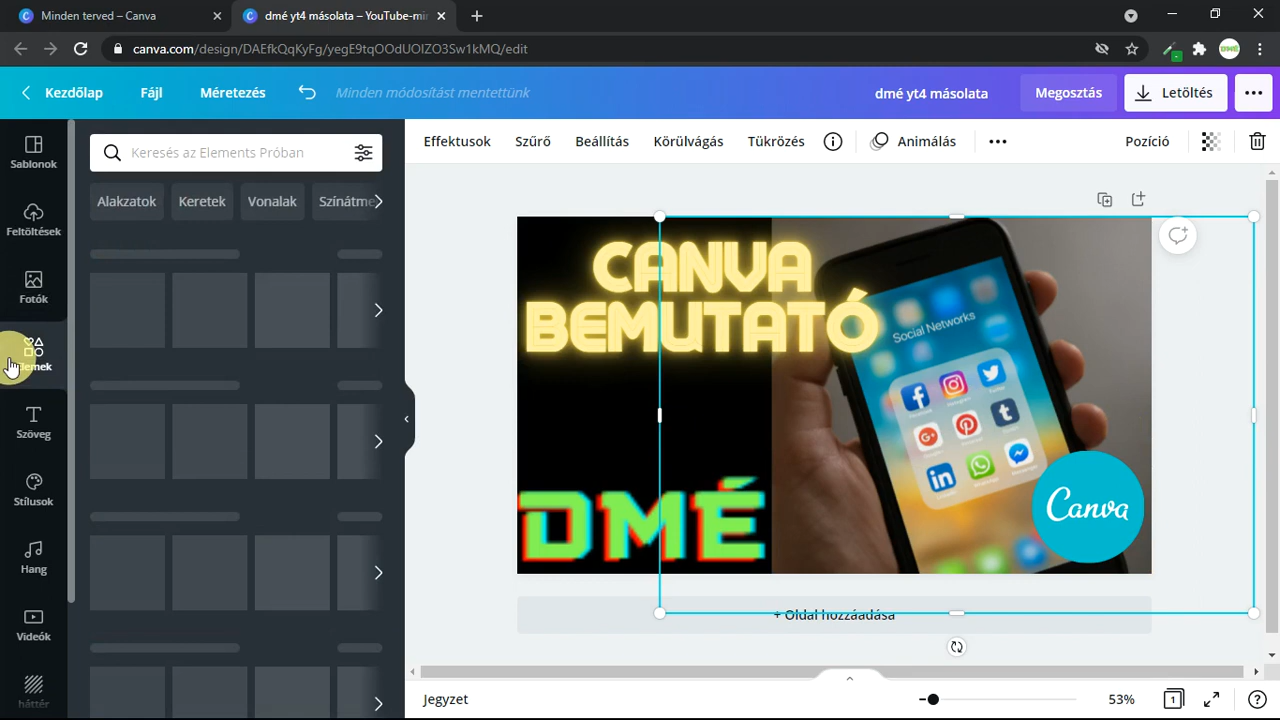 Minden terved – Canva
dmé yt4 másolata – YouTube-mi
canva.com/design/DAEfkQqKyFg/yegE9tqOOdUOIZO3Sw1kMQ/edit
Kezdőlap Fájl Méretezés Minden módosítást mentettünk dmé yt4 másolata Megosztás Letöltés
Effektusok Szűrő Beállítás Körülvágás Tükrözés Animálás Pozíció
Sablonok
Feltöltések
Fotók
Szöveg
Stílusok
Hang
Videók
háttér
Keresés az Elements Próban
Alakzatok Keretek Vonalak Színátme
CANVA
BEMUTATÓ
DMÉ
Social Networks
Canva
+ Oldal hozzáadása
Jegyzet
53%
1